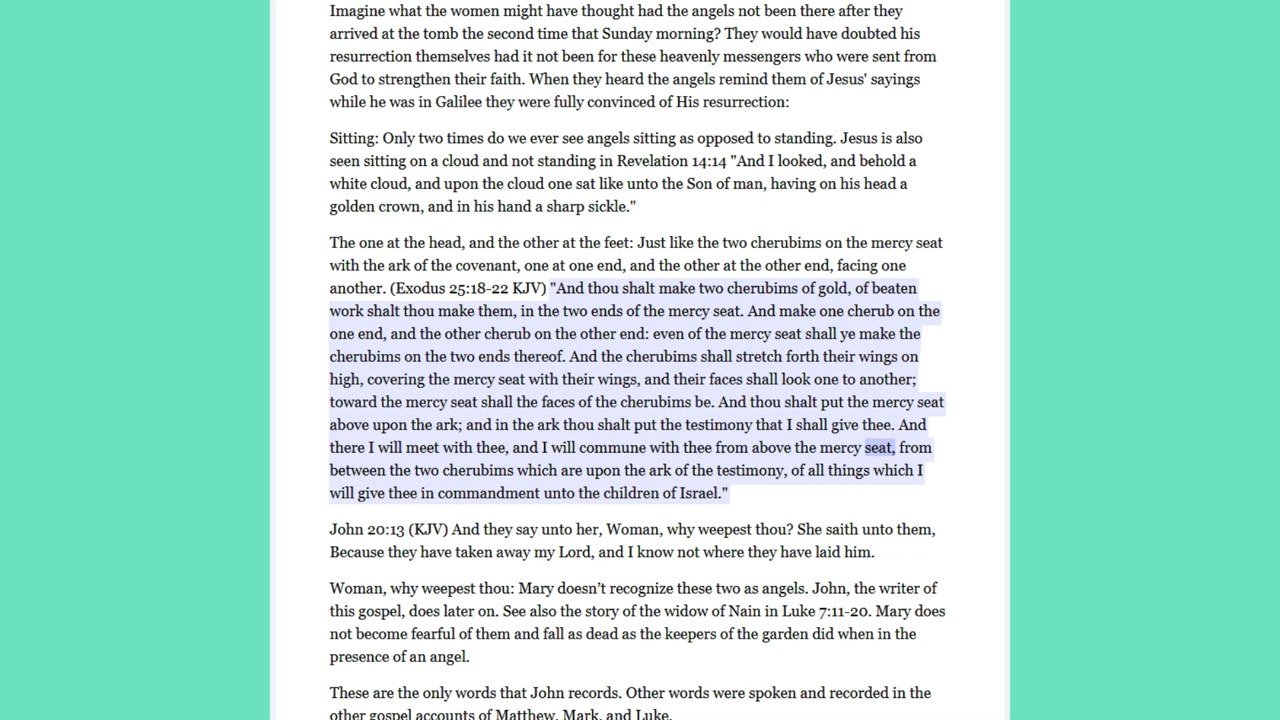 Imagine what the women might have thought had the angels not been there after they
arrived at the tomb the second time that Sunday morning? They would have doubted his
resurrection themselves had it not been for these heavenly messengers who were sent from
God to strengthen their faith. When they heard the angels remind them of Jesus' sayings
while he was in Galilee they were fully convinced of His resurrection:
Sitting: Only two times do we ever see angels sitting as opposed to standing. Jesus is also
seen sitting on a cloud and not standing in Revelation 14:14 "And I looked, and behold a
white cloud, and upon the cloud one sat like unto the Son of man, having on his head a
golden crown, and in his hand a sharp sickle."
The one at the head, and the other at the feet: Just like the two cherubims on the mercy seat
with the ark of the covenant, one at one end, and the other at the other end, facing one
another. (Exodus 25:18-22 KJV) "And thou shalt make two cherubims of gold, of beaten
work shalt thou make them, in the two ends of the mercy seat. And make one cherub on the
one end, and the other cherub on the other end: even of the mercy seat shall ye make the
cherubims on the two ends thereof. And the cherubims shall stretch forth their wings on
high, covering the mercy seat with their wings, and their faces shall look one to another;
toward the mercy seat shall the faces of the cherubims be. And thou shalt put the mercy seat
above upon the ark; and in the ark thou shalt put the testimony that I shall give thee. And
there I will meet with thee, and I will commune with thee from above the mercy seat, from
between the two cherubims which are upon the ark of the testimony, of all things which I
will give thee in commandment unto the children of Israel."
John 20:13 (KJV) And they say unto her, Woman, why weepest thou? She saith unto them,
Because they have taken away my Lord, and I know not where they have laid him.
Woman, why weepest thou: Mary doesn’t recognize these two as angels. John, the writer of
this gospel, does later on. See also the story of the widow of Nain in Luke 7:11-20. Mary does
not become fearful of them and fall as dead as the keepers of the garden did when in the
presence of an angel.
These are the only words that John records. Other words were spoken and recorded in the
other gospel accounts of Matthew, Mark, and Luke.